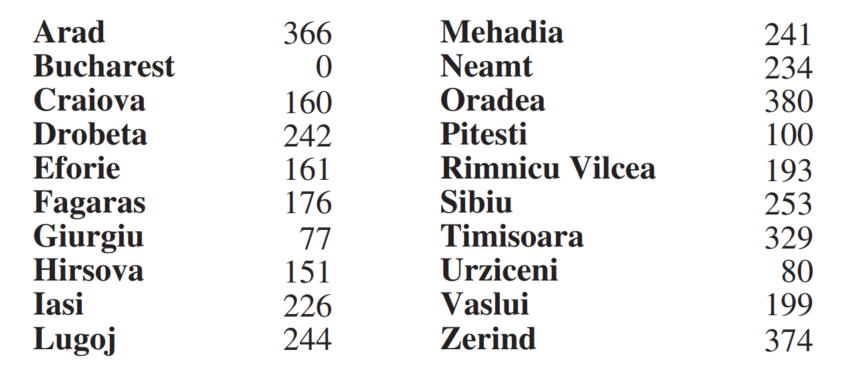 Arad 366 Mehadia 241
Bucharest 0 Neamt 234
Craiova 160 Oradea 380
Drobeta 242 Pitesti 100
Eforie 161 Rimnicu Vilcea 193
Fagaras 176 Sibiu 253
Giurgiu 77 Timisoara 329
Hirsova 151 Urziceni 80
Iasi 226 Vaslui 199
Lugoj 244 Zerind 374